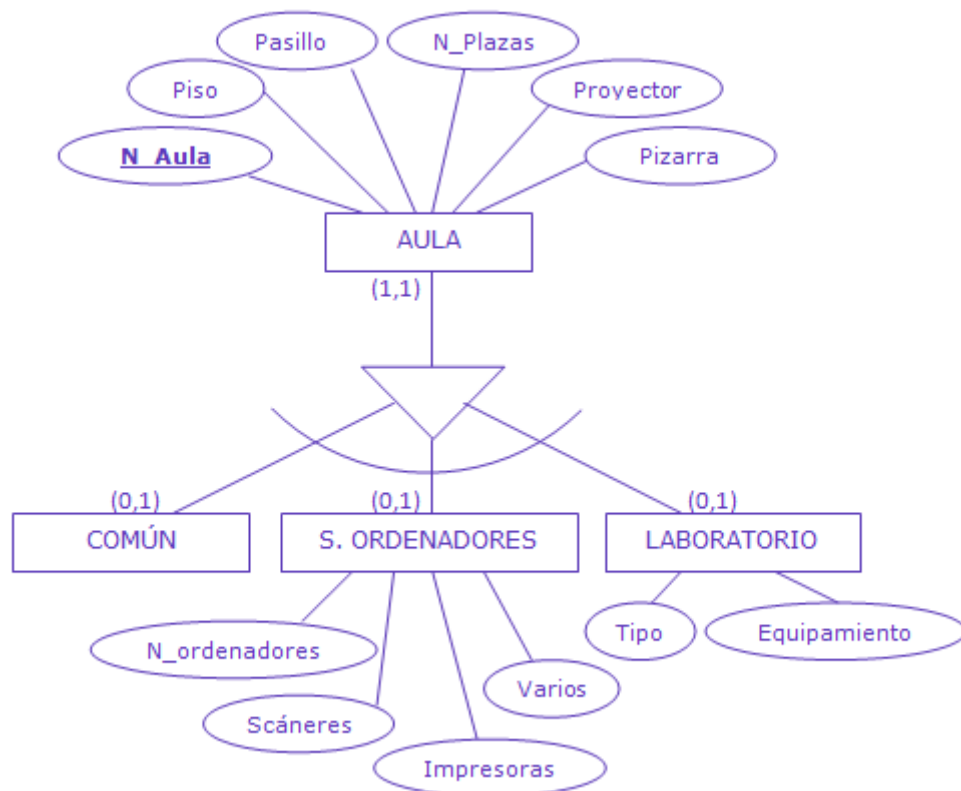 Pasillo
N_Plazas
Piso
Proyector
N_Aula
Pizarra
AULA
(1,1)
(0,1)
(0,1)
(0,1)
COMÚN
S. ORDENADORES
LABORATORIO
Tipo
Equipamiento
N_ordenadores
Varios
Scáneres
Impresoras